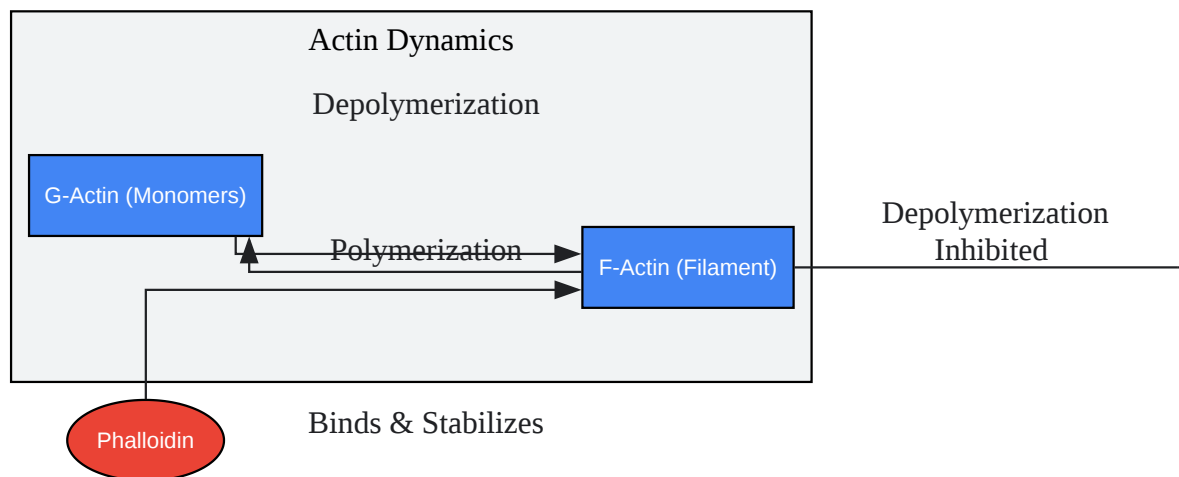 Actin Dynamics
Depolymerization
G-Actin (Monomers)
Polymerization
F-Actin (Filament)
Depolymerization
Inhibited
Binds & Stabilizes
Phalloidin